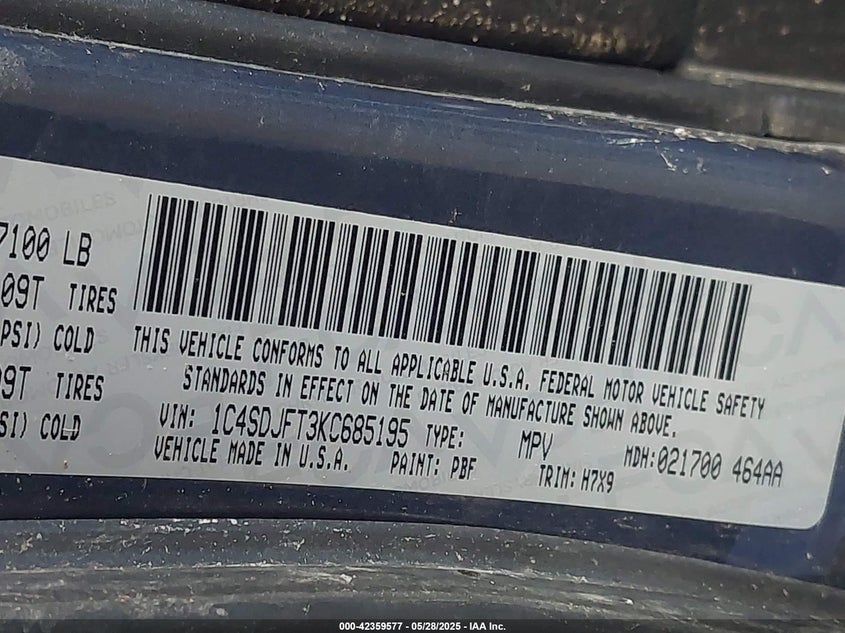 7100 LB
09T TIRES
PSI) COLD
09T TIRES
SI) COLD
THIS VEHICLE CONFORMS TO ALL APPLICABLE U.S.A. FEDERAL MOTOR VEHICLE SAFETY
STANDARDS IN EFFECT ON THE DATE OF MANUFACTURE SHOWN ABOVE.
VIN: 1C4SDJFT3KC685195 TYPE: MPV MDH:021700 464AA
VEHICLE MADE IN U.S.A. PAINT: PBF TRIM: H7X9
000-42359577 - 05/28/2025 - IAA Inc.